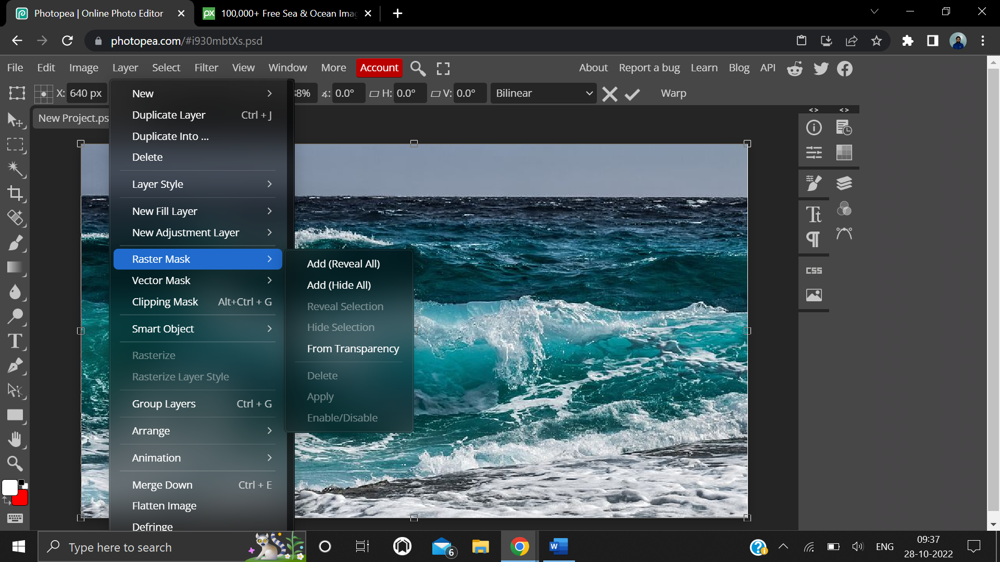 Photopea | Online Photo Editor
px 100,000+ Free Sea & Ocean Imag
photopea.com/#i930mbtXs.psd
File Edit Image Layer Select Filter View Window More Account About Report a bug Learn Blog API
X: 640 px 38% 0.0° H: 0.0° V: 0.0° Bilinear Warp
New Project.ps
New
Duplicate Layer Ctrl + J
Duplicate Into ...
Delete
Layer Style
New Fill Layer
New Adjustment Layer
Raster Mask
Vector Mask
Clipping Mask Alt+Ctrl + G
Smart Object
Rasterize
Rasterize Layer Style
Group Layers Ctrl + G
Arrange
Animation
Merge Down Ctrl + E
Flatten Image
Defringe
Add (Reveal All)
Add (Hide All)
Reveal Selection
Hide Selection
From Transparency
Delete
Apply
Enable/Disable
CSS
Type here to search
6
W
ENG
09:37
28-10-2022